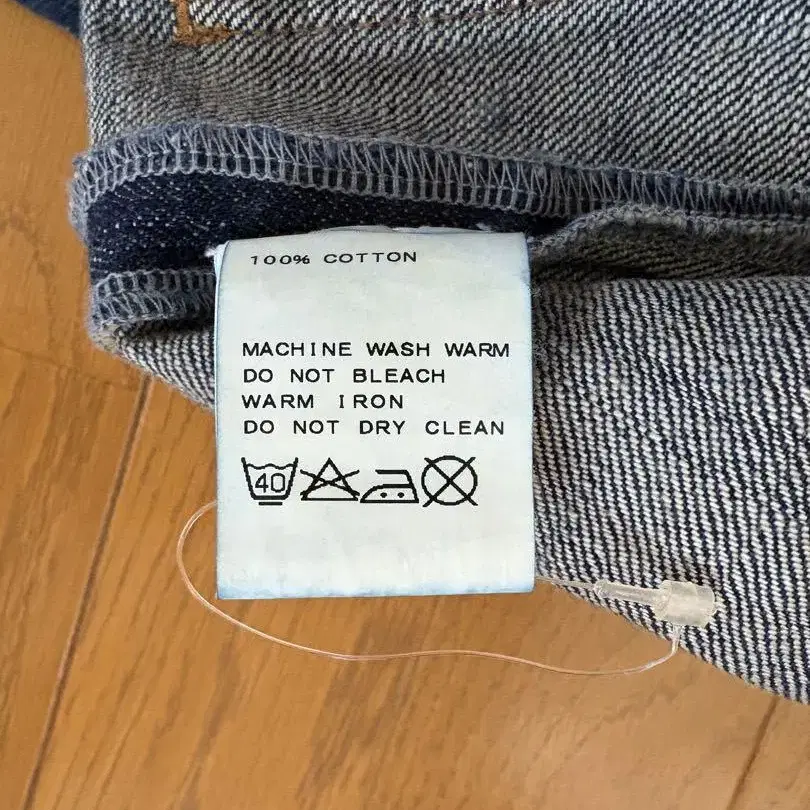 100% COTTON
MACHINE WASH WARM
DO NOT BLEACH
WARM IRON
DO NOT DRY CLEAN
40